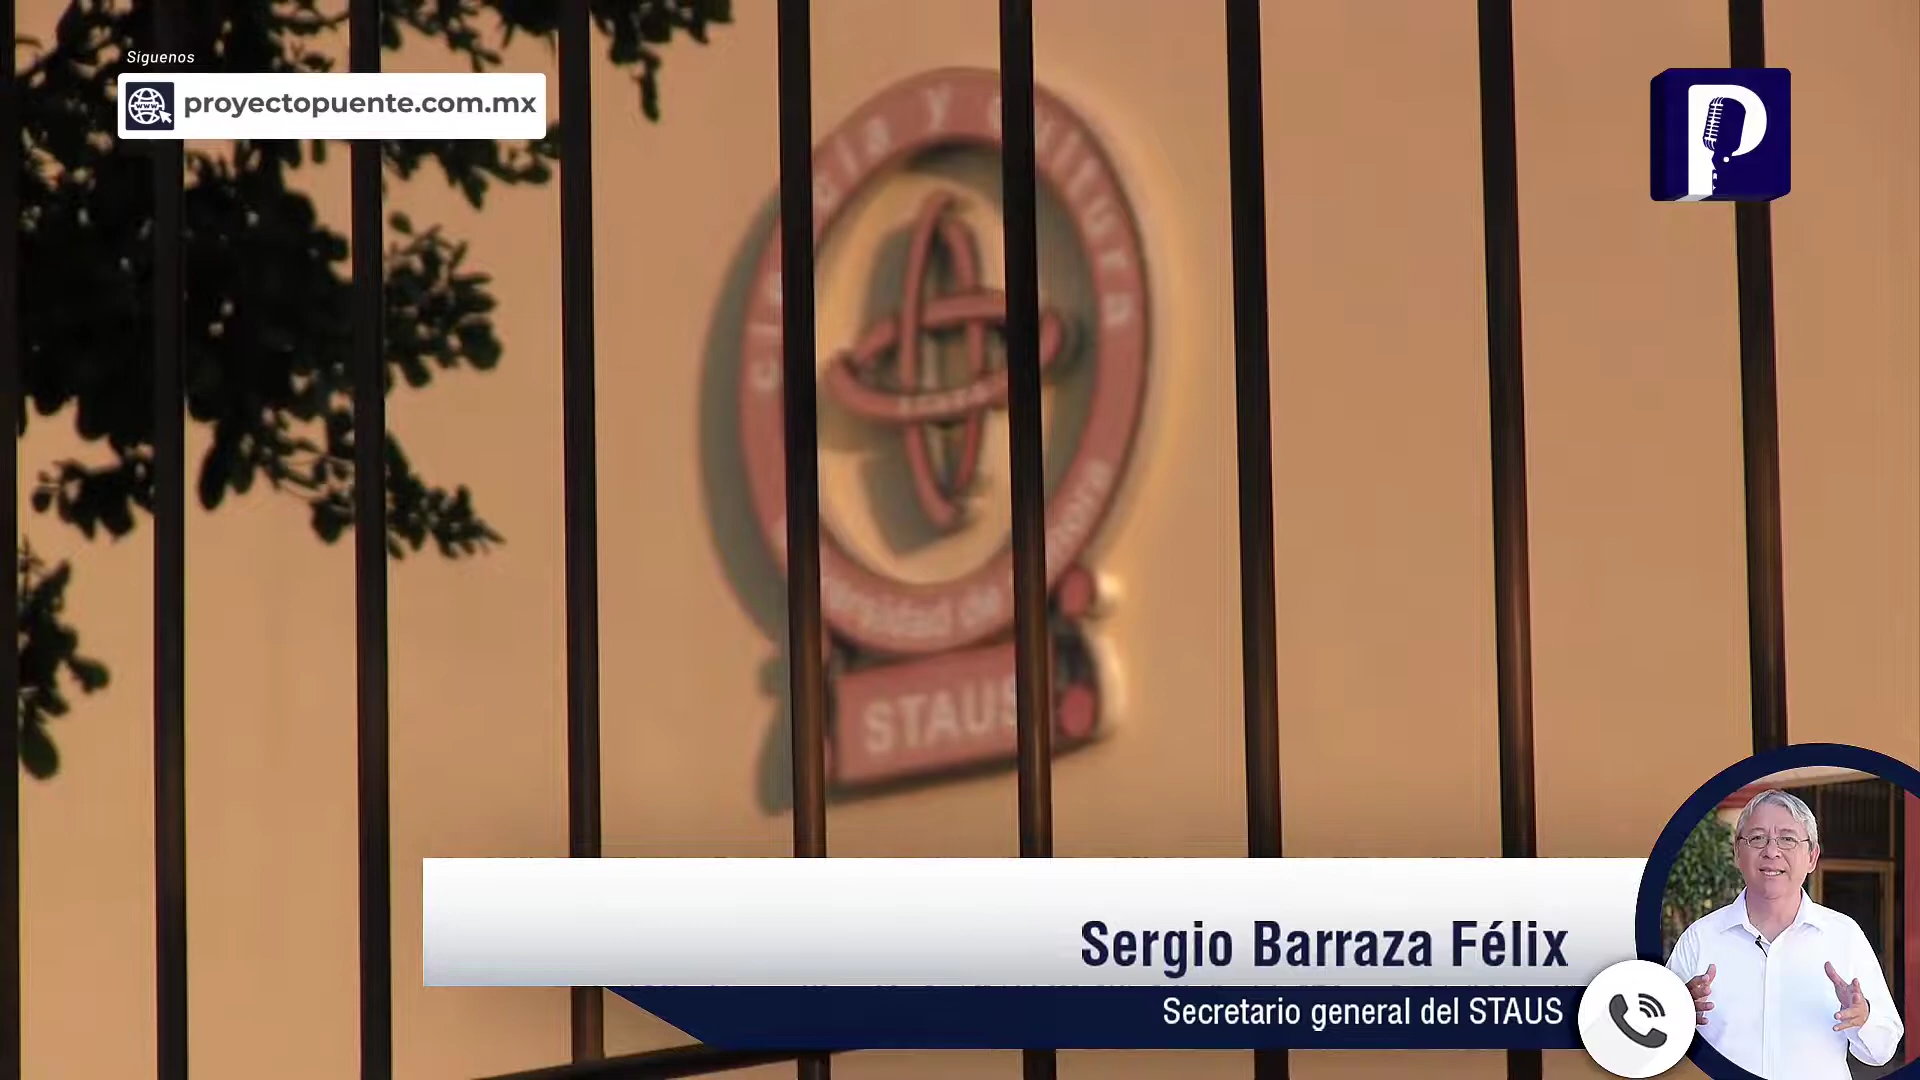 Síguenos
proyectopuente.com.mx
P
STAUS
Sergio Barraza Félix
Secretario general del STAUS